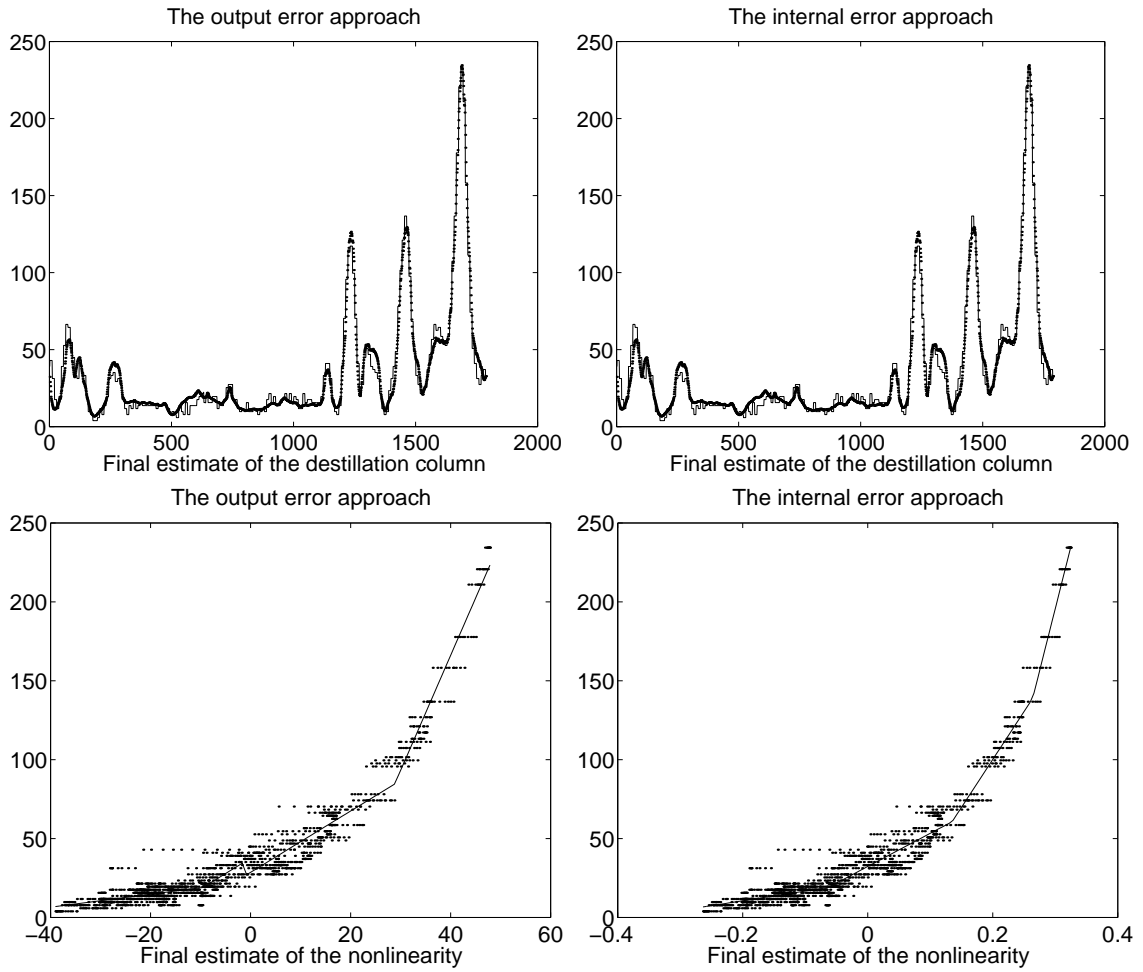 The output error approach
The internal error approach
250
200
150
100
50
0
0 500 1000 1500 2000
Final estimate of the destillation column
250
200
150
100
50
0
0 500 1000 1500 2000
Final estimate of the destillation column
The output error approach
The internal error approach
250
200
150
100
50
0
−40 −20 0 20 40 60
Final estimate of the nonlinearity
250
200
150
100
50
0
−0.4 −0.2 0 0.2 0.4
Final estimate of the nonlinearity